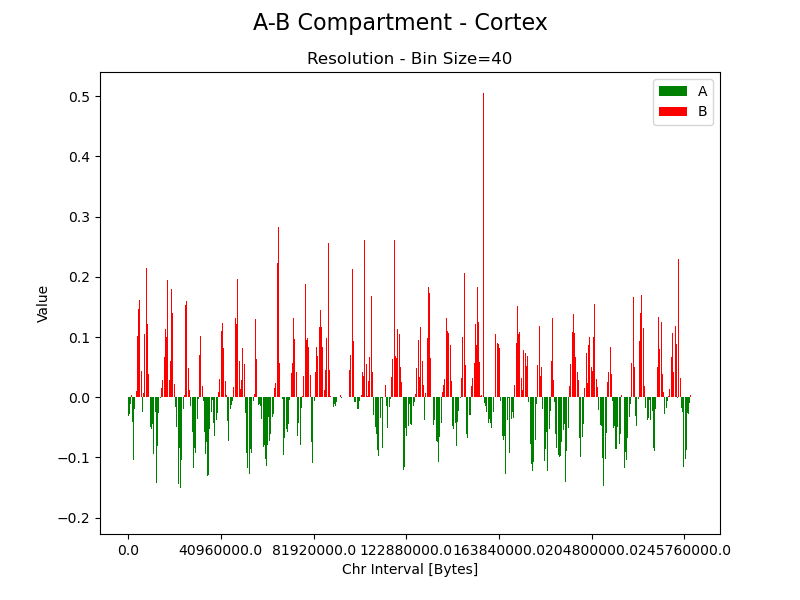 A-B Compartment - Cortex
Resolution - Bin Size=40
A
B
0.5
0.4
0.3
0.2
0.1
0.0
−0.1
−0.2
Value
0.0 40960000.0 81920000.0 122880000.0 163840000.0 204800000.0 245760000.0
Chr Interval [Bytes]